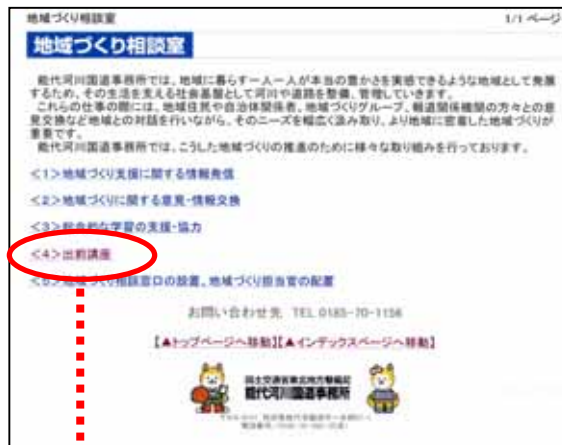 地域づくり相談室
1/1 ページ
地域づくり相談室
能代河川国道事務所では、地域に暮らす一人一人が本当の豊かさを実感できるような地域として発展
するため、その生活を支える社会基盤として河川や道路を整備、管理していきます。
これらの仕事の間には、地域住民や自治体関係者、地域づくりグループ、報道関係機関の方々との意
見交換など地域との対話を行いながら、そのニーズを幅広く汲み取り、より地域に密着した地域づくりが
重要です。
能代河川国道事務所では、こうした地域づくりの推進のために様々な取り組みを行っております。
<1>地域づくり支援に関する情報発信
<2>地域づくりに関する意見・情報交換
<3>総合的な学習の支援・協力
<4>出前講座
<5>地域づくり相談窓口の設置、地域づくり担当官の配置
お問い合わせ先 TEL 0185-70-1156
【▲トップページへ移動】【▲インデックスページへ移動】
国土交通省東北地方整備局
能代河川国道事務所